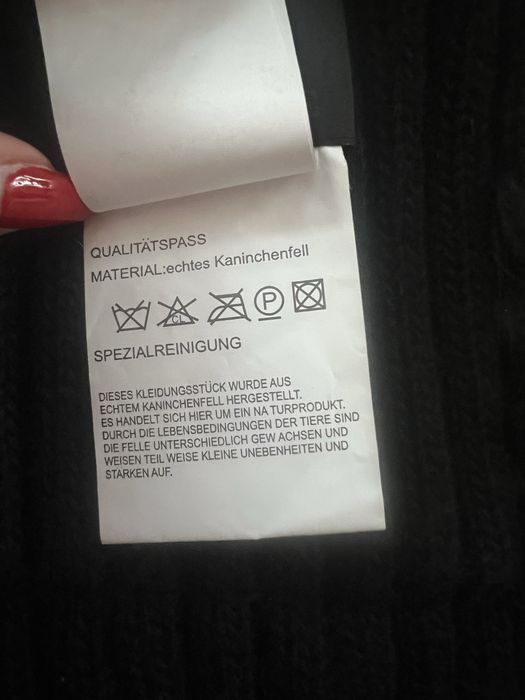 QUALITÄTSPASS
MATERIAL:echtes Kaninchenfell
CL P
SPEZIALREINIGUNG
DIESES KLEIDUNGSSTÜCK WURDE AUS
ECHTEM KANINCHENFELL HERGESTELLT.
ES HANDELT SICH HIER UM EIN NA TURPRODUKT.
DURCH DIE LEBENSBEDINGUNGEN DER TIERE SIND
DIE FELLE UNTERSCHIEDLICH GEW ACHSEN UND
WEISEN TEIL WEISE KLEINE UNEBENHEITEN UND
STARKEN AUF.